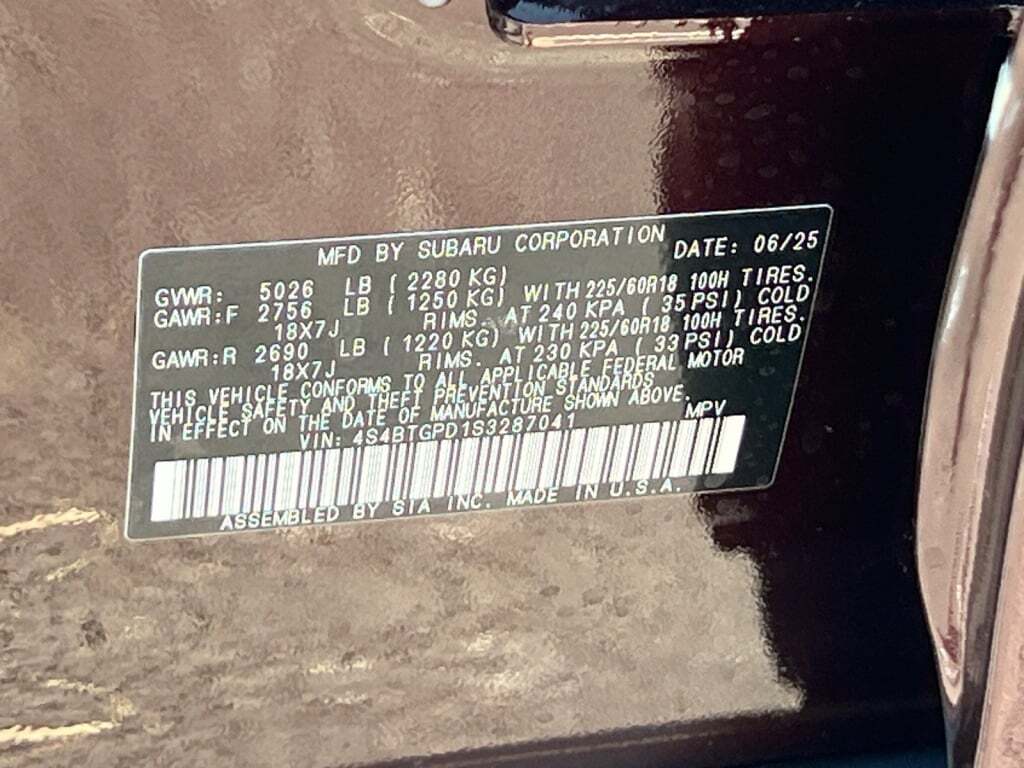 MFD BY SUBARU CORPORATION DATE: 06/25
GVWR: 5026 LB ( 2280 KG)
GAWR:F 2756 LB ( 1250 KG) WITH 225/60R18 100H TIRES.
18X7J RIMS. AT 240 KPA ( 35 PSI) COLD
GAWR:R 2690 LB ( 1220 KG) WITH 225/60R18 100H TIRES.
18X7J RIMS. AT 230 KPA ( 33 PSI) COLD
THIS VEHICLE CONFORMS TO ALL APPLICABLE FEDERAL MOTOR
VEHICLE SAFETY AND THEFT PREVENTION STANDARDS
IN EFFECT ON THE DATE OF MANUFACTURE SHOWN ABOVE.
VIN: 4S4BTGPD1S3287041 MPV
ASSEMBLED BY SIA INC. MADE IN U.S.A.